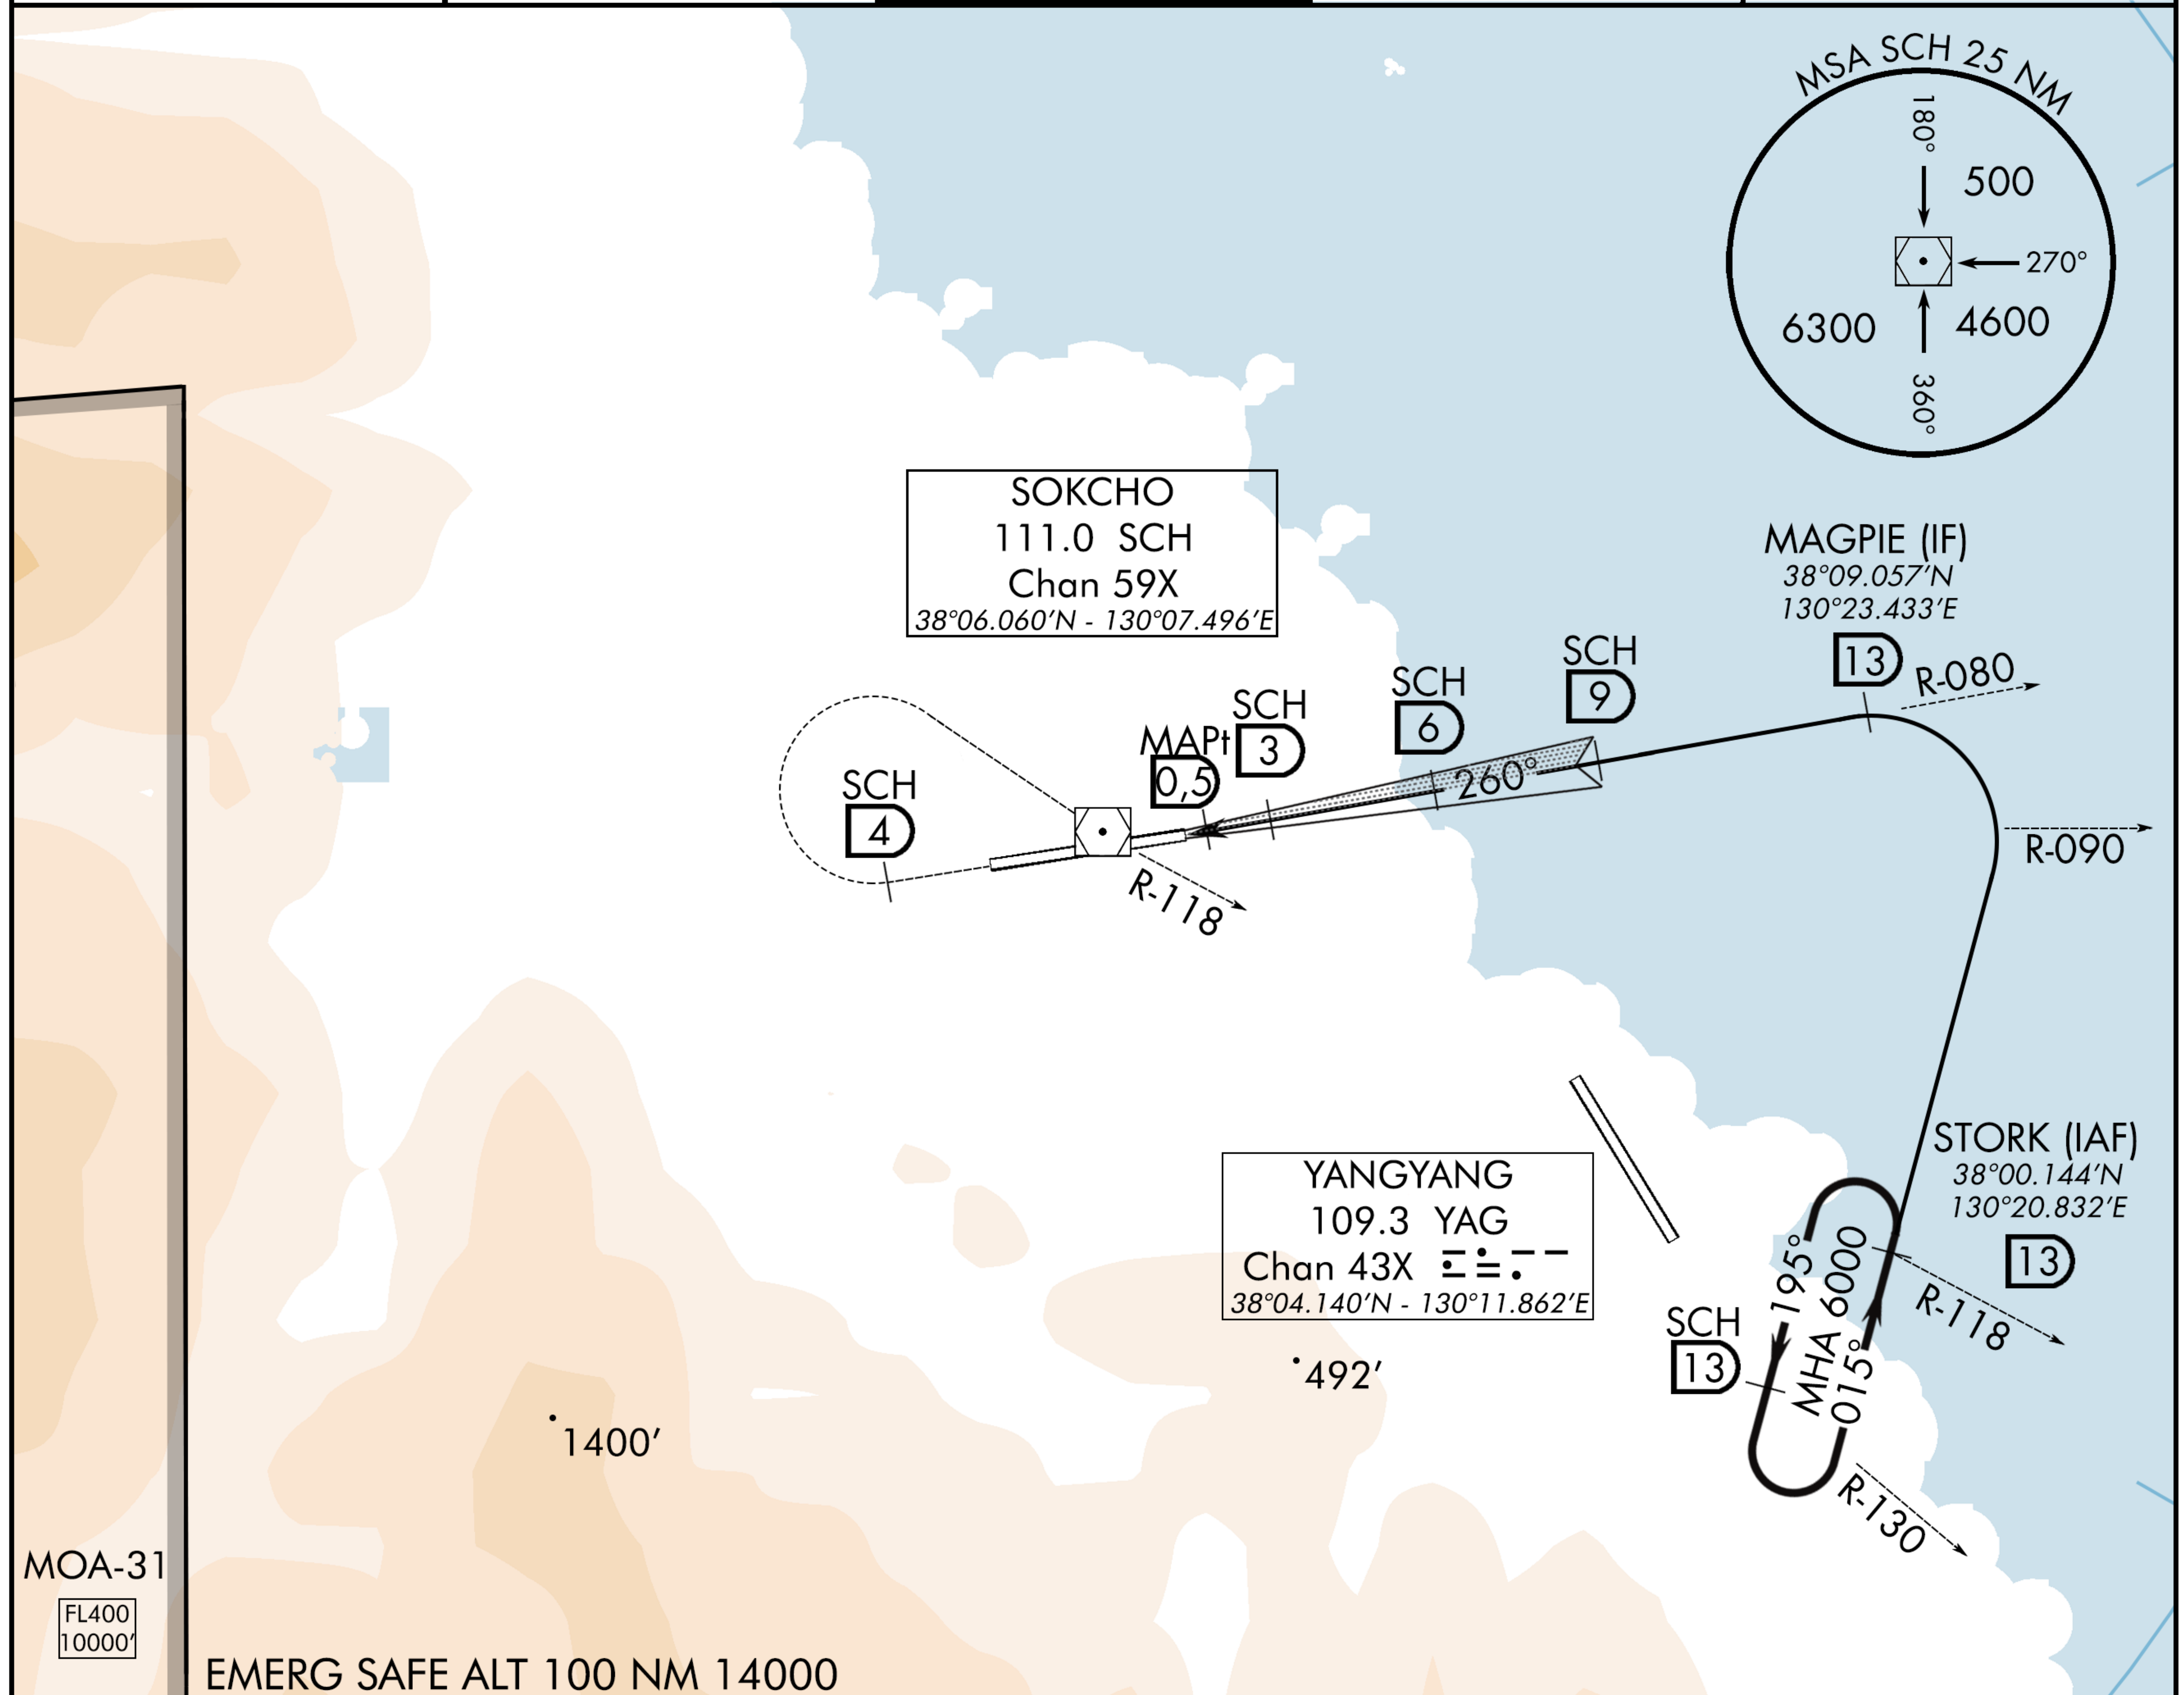 MSA SCH 25 NM
180°
500
270°
6300
4600
360°
SOKCHO
111.0 SCH
Chan 59X
38°06.060'N - 130°07.496'E
MAGPIE (IF)
38°09.057'N
130°23.433'E
13
R-080
SCH
9
SCH
6
SCH
3
MAPt
0,5
260°
SCH
4
R-090
R-118
STORK (IAF)
38°00.144'N
130°20.832'E
13
R-118
YANGYANG
109.3 YAG
Chan 43X
38°04.140'N - 130°11.862'E
195°
MHA 6000
015°
SCH
13
R-130
492'
1400'
MOA-31
FL400
10000'
EMERG SAFE ALT 100 NM 14000